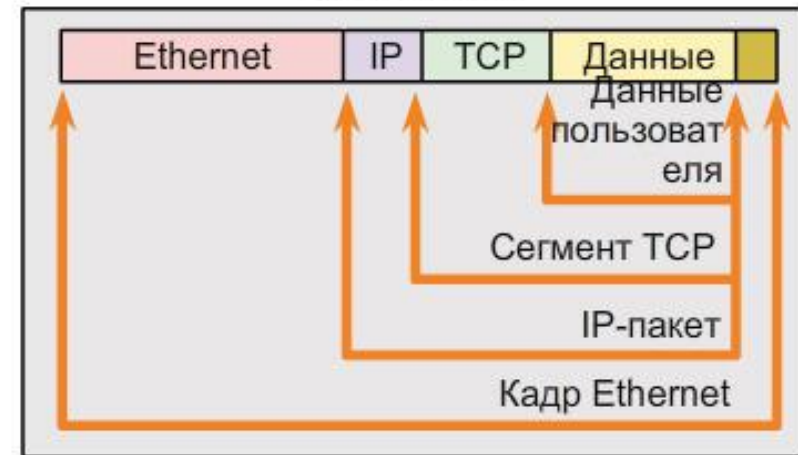 Ethernet IP TCP Данные
Данные
пользоват
еля
Сегмент TCP
IP-пакет
Кадр Ethernet